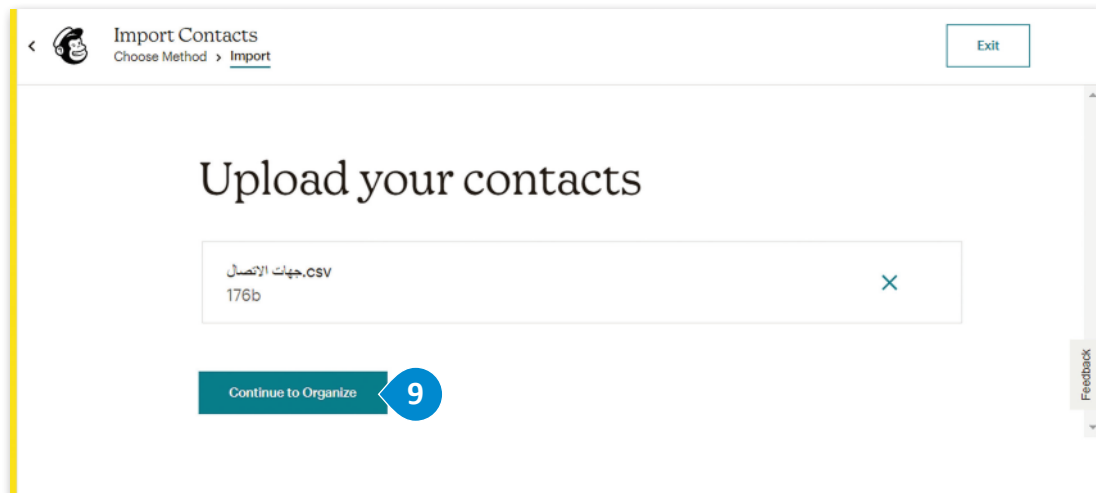 Import Contacts
Exit
Choose Method > Import
Upload your contacts
جهات الاتصال.csv
176b
Continue to Organize
9
Feedback